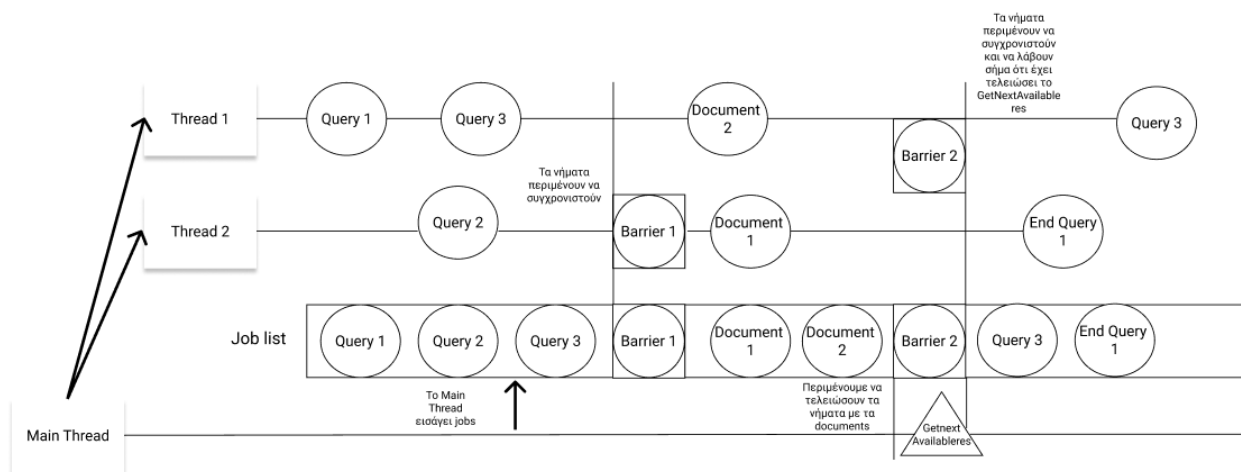 Τα νήματα
περιμένουν να
συγχρονιστούν
και να λάβουν
σήμα ότι έχει
τελειώσει το
GetNextAvailable
res
Thread 1
Query 1
Query 3
Document
2
Barrier 2
Query 3
Τα νήματα
περιμένουν να
συγχρονιστούν
Thread 2
Query 2
Barrier 1
Document
1
End Query
1
Job list
Query 1
Query 2
Query 3
Barrier 1
Document
1
Document
2
Barrier 2
Query 3
End Query
1
Το Main
Thread
εισάγει jobs
Περιμένουμε να
τελειώσουν τα
νήματα με τα
documents
Main Thread
Getnext
Availableres